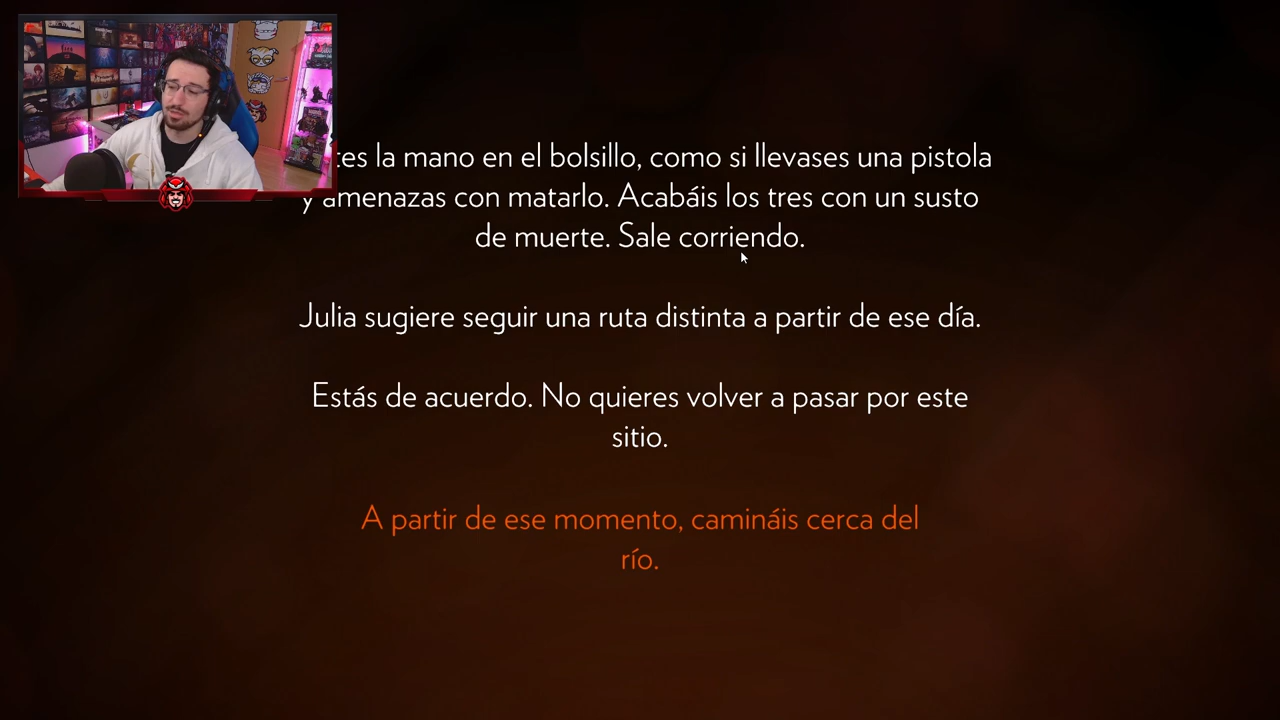 la mano en el bolsillo, como si llevases una pistola
y amenazas con matarlo. Acabáis los tres con un susto
de muerte. Sale corriendo.
Julia sugiere seguir una ruta distinta a partir de ese día.
Estás de acuerdo. No quieres volver a pasar por este
sitio.
A partir de ese momento, camináis cerca del
río.